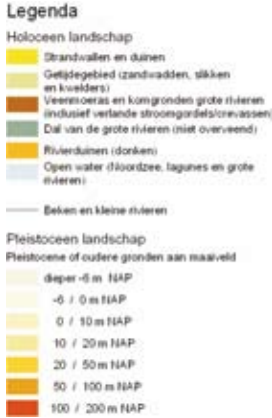 Legenda
Holoceen landschap
Strandwallen en duinen
Getijdegebied (zandwadden, slikken
en kwelders)
Veenmoeras en komgronden grote rivieren
(inclusief verlande stroomgordels/crevassen)
Dal van de grote rivieren (niet overveend)
Rivierduinen (donken)
Open water (Noordzee, lagunes en grote
rivieren)
Beken en kleine rivieren
Pleistoceen landschap
Pleistocene of oudere gronden aan maaiveld
dieper -6 m NAP
-6 / 0 m NAP
0 / 10 m NAP
10 / 20 m NAP
20 / 50 m NAP
50 / 100 m NAP
100 / 200 m NAP